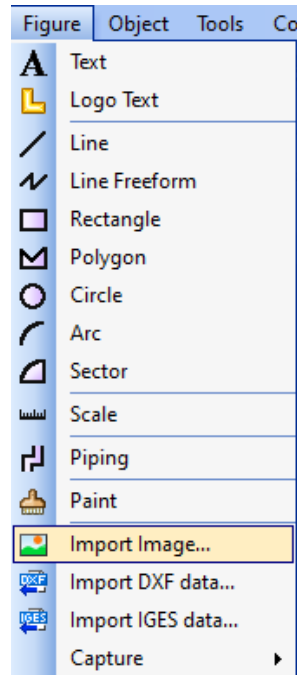 Figure Object Tools Co
A Text
L Logo Text
Line
Line Freeform
Rectangle
Polygon
Circle
Arc
Sector
Scale
Piping
Paint
Import Image...
DXF Import DXF data...
IGES Import IGES data...
Capture